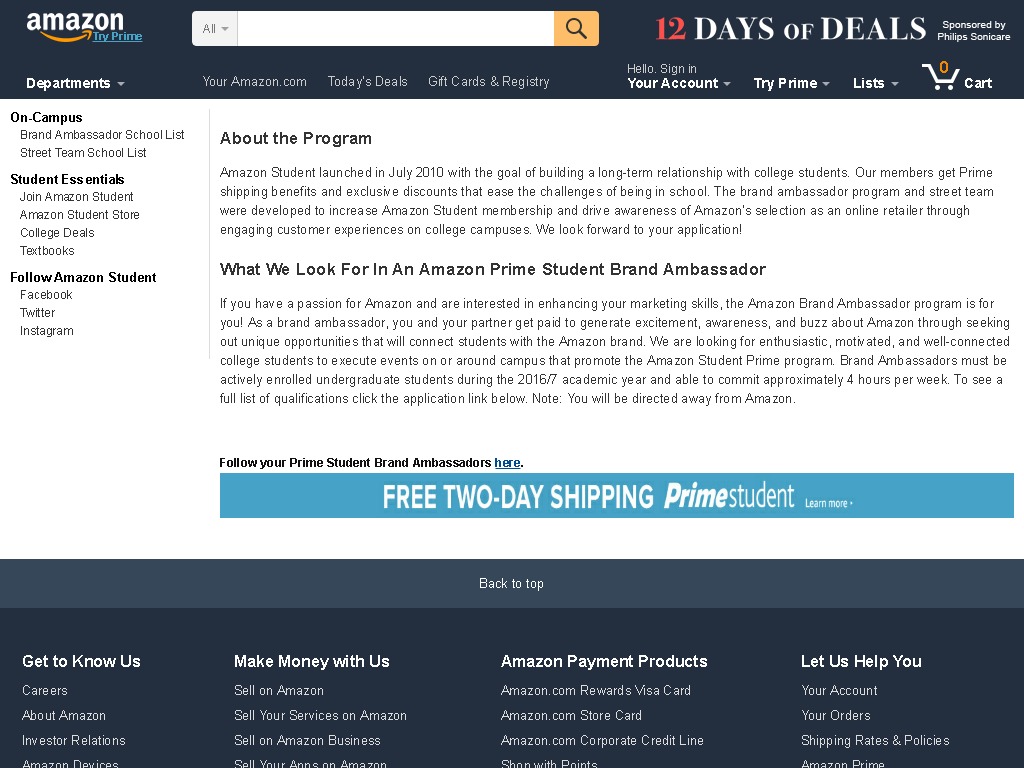 amazon
Try Prime
All
12 DAYS OF DEALS
Sponsored by
Philips Sonicare
Departments
Your Amazon.com
Today's Deals
Gift Cards & Registry
Hello. Sign in
Your Account
Try Prime
Lists
0
Cart
On-Campus
Brand Ambassador School List
Street Team School List
Student Essentials
Join Amazon Student
Amazon Student Store
College Deals
Textbooks
Follow Amazon Student
Facebook
Twitter
Instagram
About the Program
Amazon Student launched in July 2010 with the goal of building a long-term relationship with college students. Our members get Prime
shipping benefits and exclusive discounts that ease the challenges of being in school. The brand ambassador program and street team
were developed to increase Amazon Student membership and drive awareness of Amazon's selection as an online retailer through
engaging customer experiences on college campuses. We look forward to your application!
What We Look For In An Amazon Prime Student Brand Ambassador
If you have a passion for Amazon and are interested in enhancing your marketing skills, the Amazon Brand Ambassador program is for
you! As a brand ambassador, you and your partner get paid to generate excitement, awareness, and buzz about Amazon through seeking
out unique opportunities that will connect students with the Amazon brand. We are looking for enthusiastic, motivated, and well-connected
college students to execute events on or around campus that promote the Amazon Student Prime program. Brand Ambassadors must be
actively enrolled undergraduate students during the 2016/7 academic year and able to commit approximately 4 hours per week. To see a
full list of qualifications click the application link below. Note: You will be directed away from Amazon.
Follow your Prime Student Brand Ambassadors here.
FREE TWO-DAY SHIPPING Primestudent Learn more ›
Back to top
Get to Know Us
Careers
About Amazon
Investor Relations
Amazon Devices
Make Money with Us
Sell on Amazon
Sell Your Services on Amazon
Sell on Amazon Business
Sell Your Apps on Amazon
Amazon Payment Products
Amazon.com Rewards Visa Card
Amazon.com Store Card
Amazon.com Corporate Credit Line
Shop with Points
Let Us Help You
Your Account
Your Orders
Shipping Rates & Policies
Amazon Prime